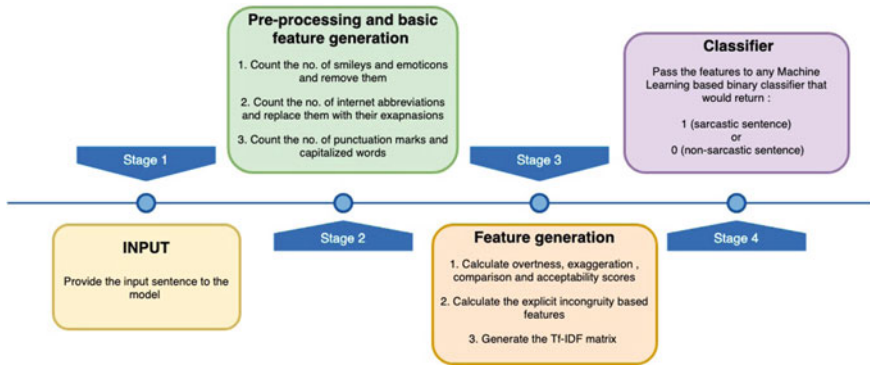 Pre-processing and basic
feature generation
1. Count the no. of smileys and emoticons
and remove them
2. Count the no. of internet abbreviations
and replace them with their exapnasions
3. Count the no. of punctuation marks and
capitalized words
Classifier
Pass the features to any Machine
Learning based binary classifier that
would return :
1 (sarcastic sentence)
or
0 (non-sarcastic sentence)
Stage 1
Stage 3
INPUT
Provide the input sentence to the
model
Stage 2
Feature generation
1. Calculate overtness, exaggeration ,
comparison and acceptability scores
2. Calculate the explicit incongruity based
features
3. Generate the Tf-IDF matrix
Stage 4